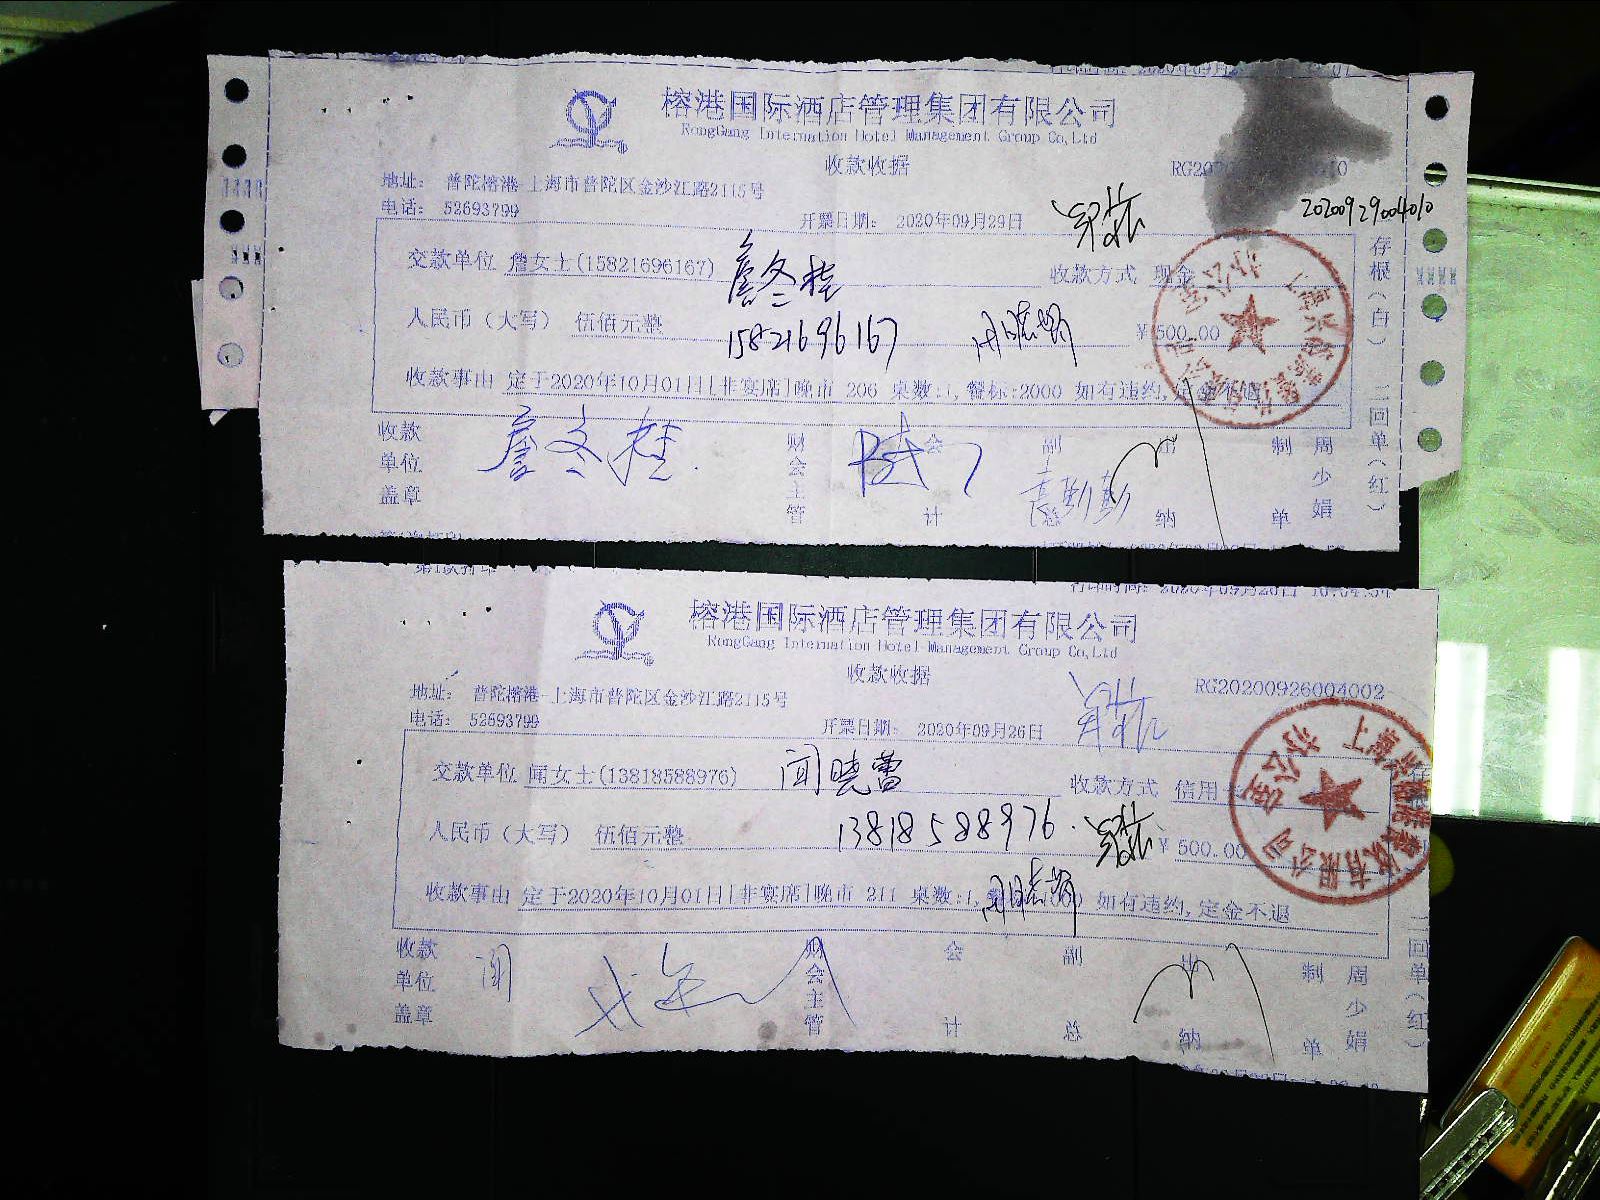 榕港国际酒店管理集团有限公司
RongGang Internation Hotel Management Group Co,Ltd
收款收据
地址： 普陀榕港-上海市普陀区金沙江路2115号
电话： 52693799
开票日期： 2020年09月29日
20200929004010
交款单位 詹女士(15821696167) 詹冬桂 收款方式 现金
人民币（大写） 伍佰元整 15821696167 ￥500.00
收款事由 定于2020年10月01日[非宴席]晚市 206 桌数:1,餐标:2000 如有违约,定金不退
收款单位盖章 詹冬桂 财会主管 会计 副总 出纳 制单 周少娟
存根(白) 二回单(红)
榕港国际酒店管理集团有限公司
RongGang Internation Hotel Management Group Co,Ltd
收款收据
RG20200926004002
地址： 普陀榕港-上海市普陀区金沙江路2115号
电话： 52693799
开票日期： 2020年09月26日
交款单位 闻女士(13818588976) 闻晓蕾 收款方式 信用
人民币（大写） 伍佰元整 13818588976. ￥500.00
收款事由 定于2020年10月01日[非宴席]晚市 211 桌数:1, 如有违约,定金不退
收款单位盖章 闻 财会主管 会计 副总 出纳 制单 周少娟
回单(红)